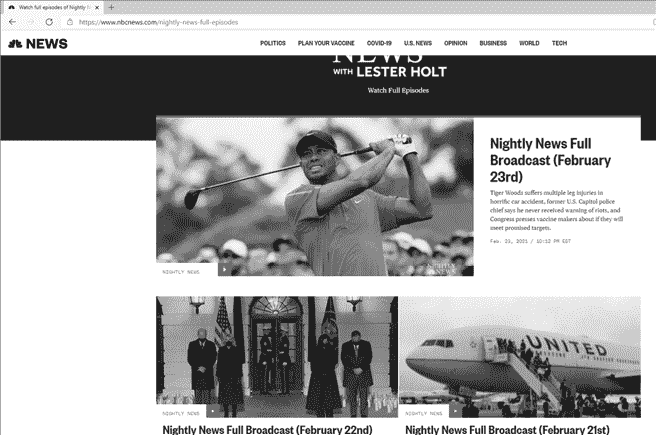 Watch full episodes of Nightly N
https://www.nbcnews.com/nightly-news-full-episodes
NEWS
POLITICS PLAN YOUR VACCINE COVID-19 U.S. NEWS OPINION BUSINESS WORLD TECH
NEWS
WITH LESTER HOLT
Watch Full Episodes
Nightly News Full
Broadcast (February
23rd)
Tiger Woods suffers multiple leg injuries in
horrific car accident, former U.S. Capitol police
chief says he never received warning of riots, and
Congress presses vaccine makers about if they will
meet promised targets.
Feb. 23, 2021 / 10:12 PM EST
NIGHTLY NEWS
NIGHTLY
NEWS
UNITED
NIGHTLY NEWS
NIGHTLY NEWS
Nightly News Full Broadcast (February 22nd)
Nightly News Full Broadcast (February 21st)